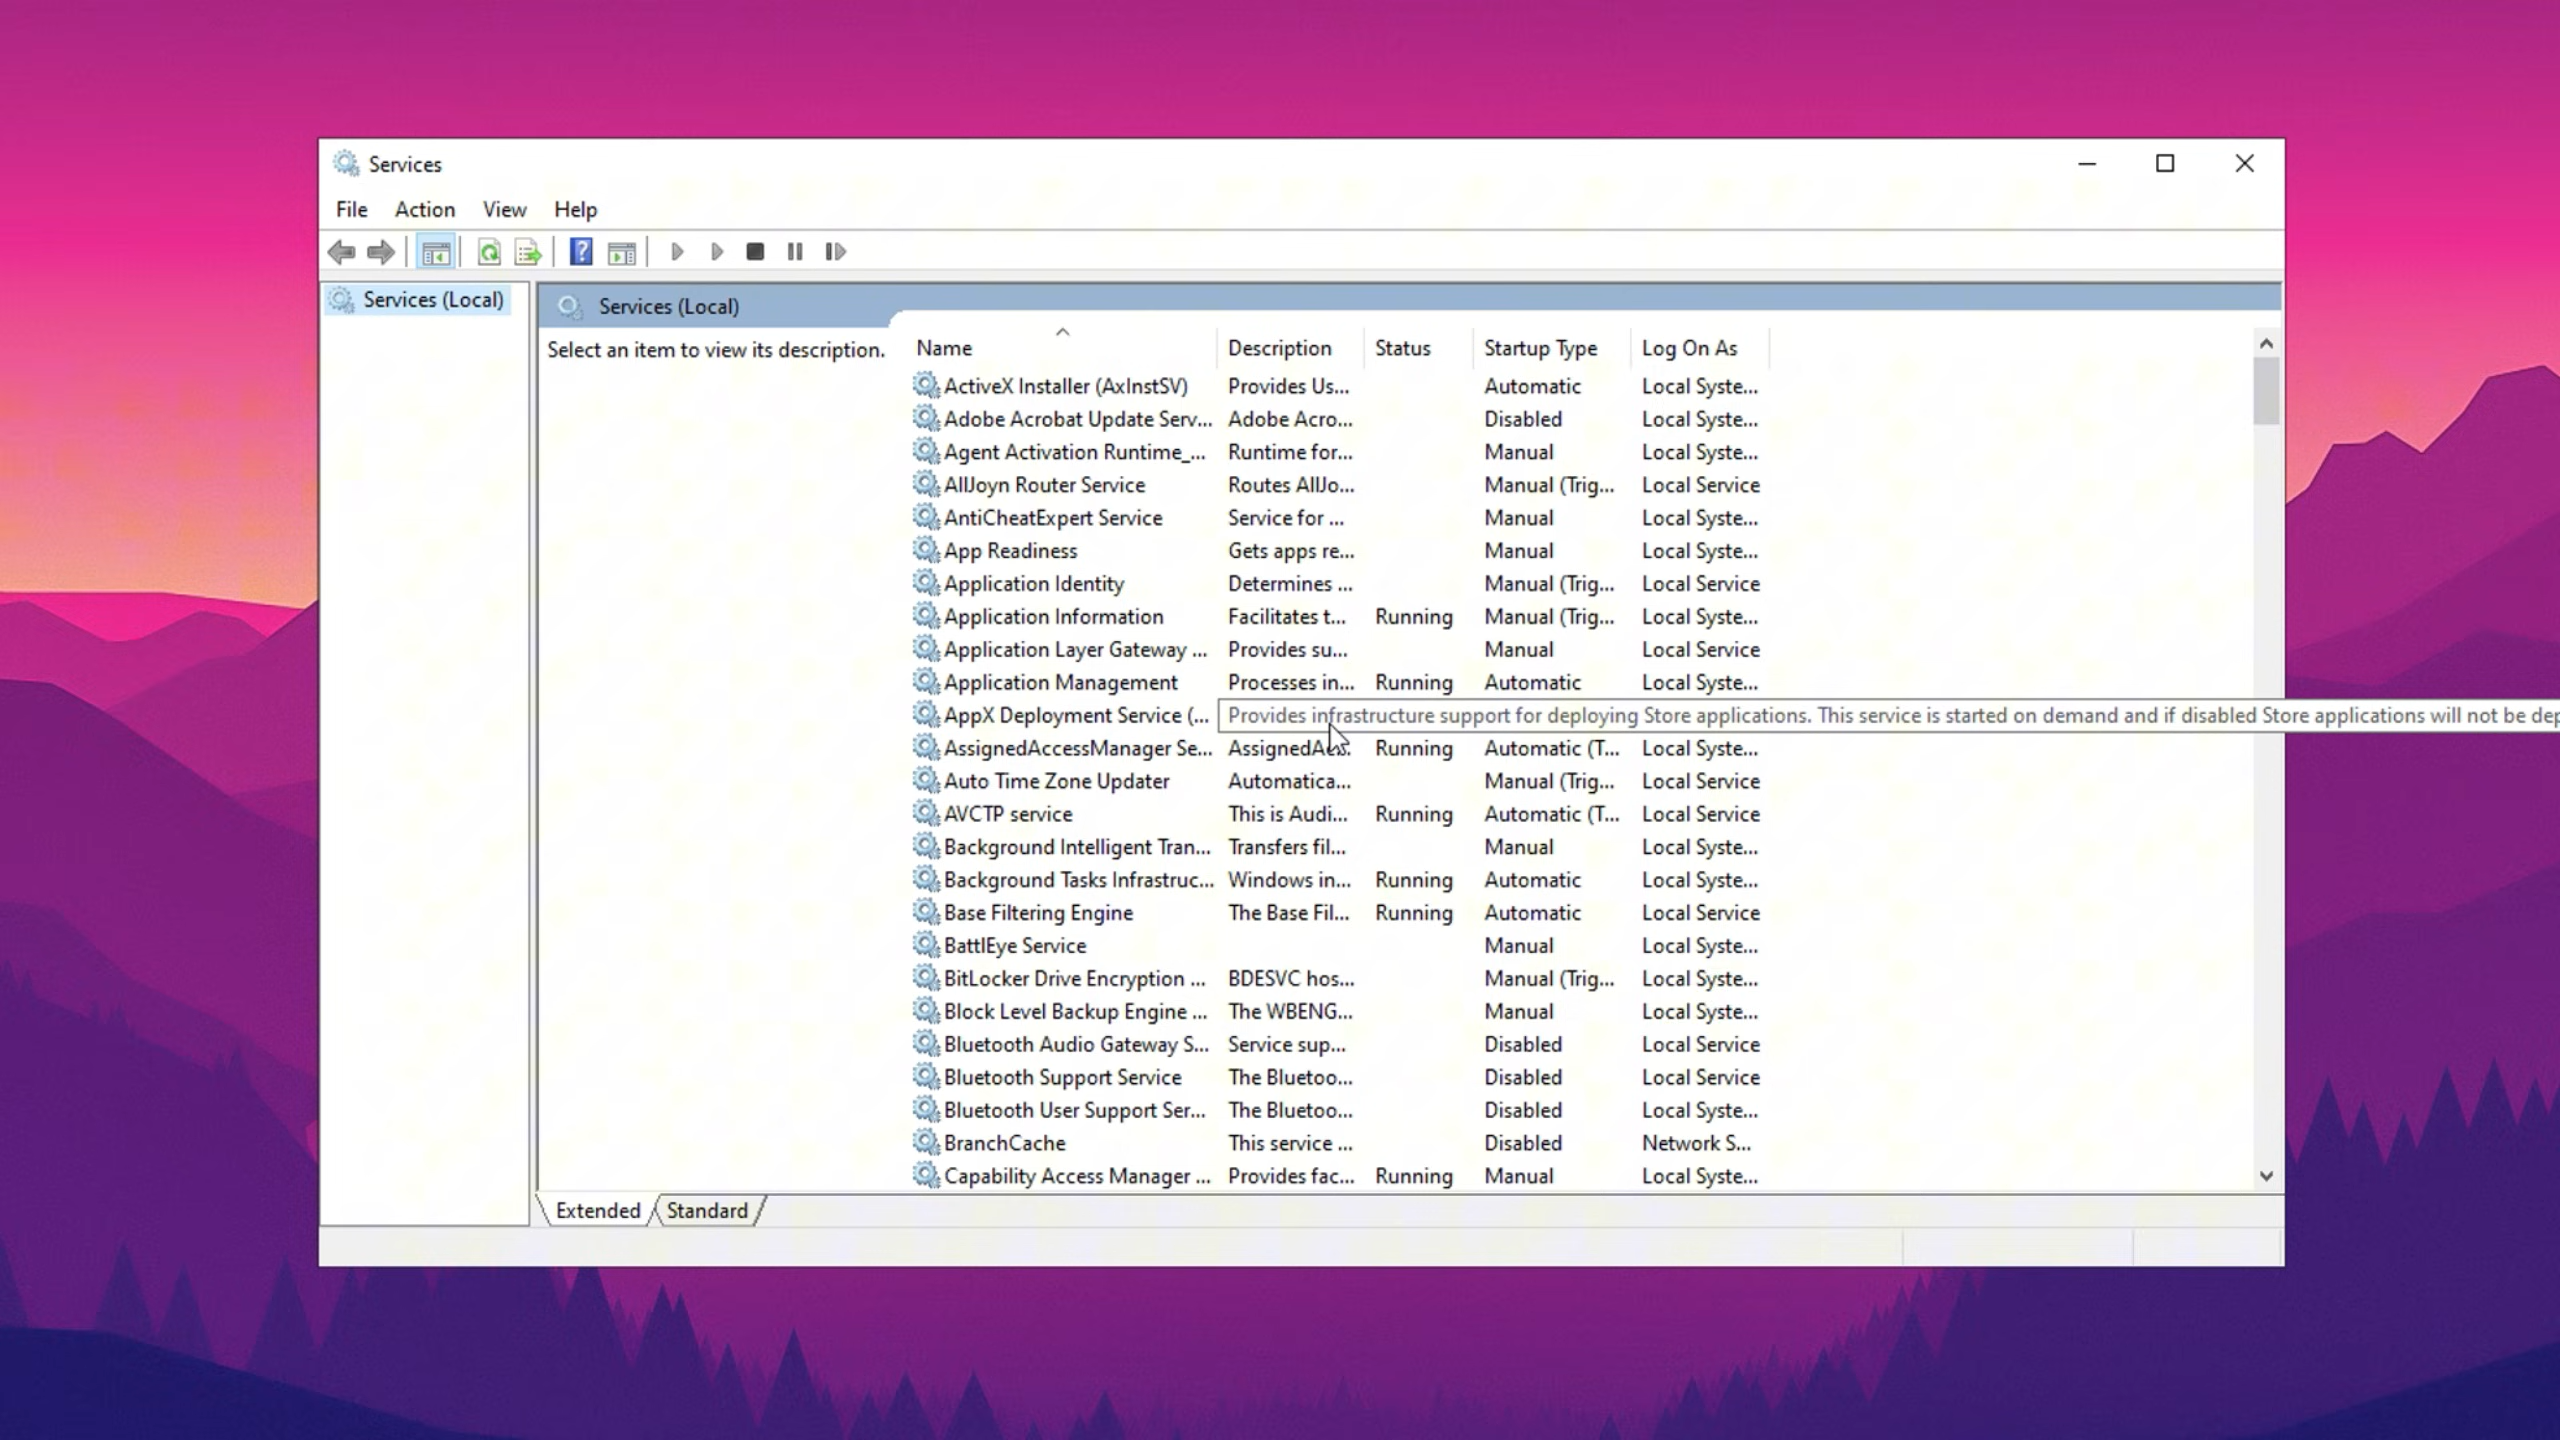 Services
File Action View Help
Services (Local)
Services (Local)
Select an item to view its description.
Name Description Status Startup Type Log On As
ActiveX Installer (AxInstSV) Provides Us... Automatic Local Syste...
Adobe Acrobat Update Serv... Adobe Acro... Disabled Local Syste...
Agent Activation Runtime_... Runtime for... Manual Local Syste...
AllJoyn Router Service Routes AllJo... Manual (Trig... Local Service
AntiCheatExpert Service Service for ... Manual Local Syste...
App Readiness Gets apps re... Manual Local Syste...
Application Identity Determines ... Manual (Trig... Local Service
Application Information Facilitates t... Running Manual (Trig... Local Syste...
Application Layer Gateway ... Provides su... Manual Local Service
Application Management Processes in... Running Automatic Local Syste...
AppX Deployment Service (... Provides infrastructure support for deploying Store applications. This service is started on demand and if disabled Store applications will not be dep
AssignedAccessManager Se... AssignedAc... Running Automatic (T... Local Syste...
Auto Time Zone Updater Automatica... Manual (Trig... Local Service
AVCTP service This is Audi... Running Automatic (T... Local Service
Background Intelligent Tran... Transfers fil... Manual Local Syste...
Background Tasks Infrastruc... Windows in... Running Automatic Local Syste...
Base Filtering Engine The Base Fil... Running Automatic Local Service
BattlEye Service Manual Local Syste...
BitLocker Drive Encryption ... BDESVC hos... Manual (Trig... Local Syste...
Block Level Backup Engine ... The WBENG... Manual Local Syste...
Bluetooth Audio Gateway S... Service sup... Disabled Local Service
Bluetooth Support Service The Bluetoo... Disabled Local Service
Bluetooth User Support Ser... The Bluetoo... Disabled Local Syste...
BranchCache This service ... Disabled Network S...
Capability Access Manager ... Provides fac... Running Manual Local Syste...
Extended Standard